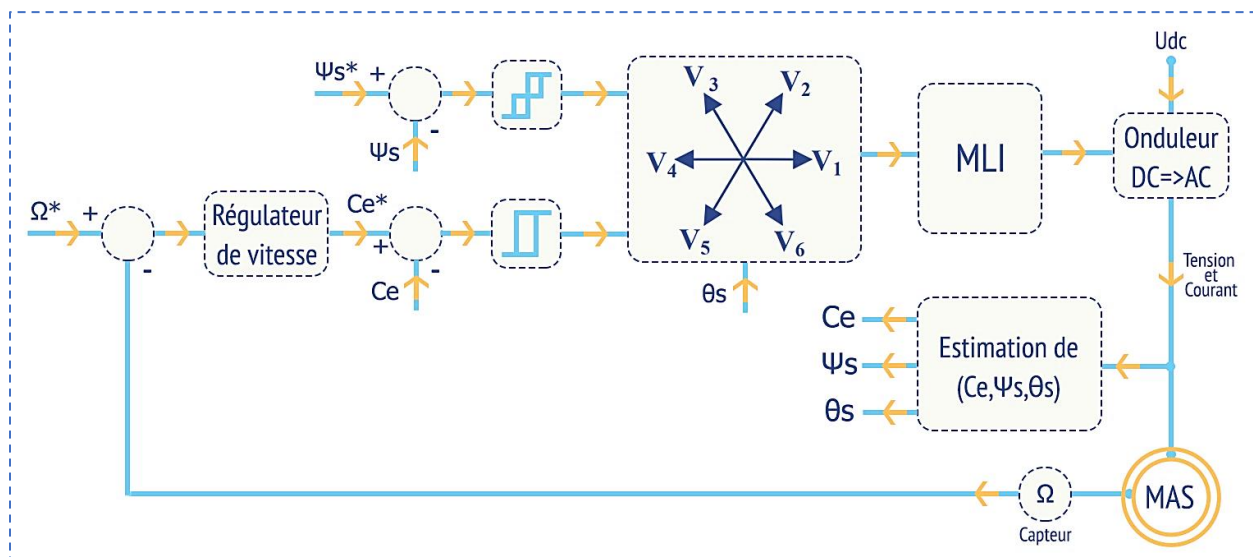 Udc
Ψs* +
-
Ψs
V3
V2
V4
V1
V5
V6
MLI
Onduleur
DC=>AC
Ω* +
-
Régulateur
de vitesse
Ce*
+
-
Ce
θs
Tension
et
Courant
Ce
Ψs
θs
Estimation de
(Ce,Ψs,θs)
Ω
Capteur
MAS